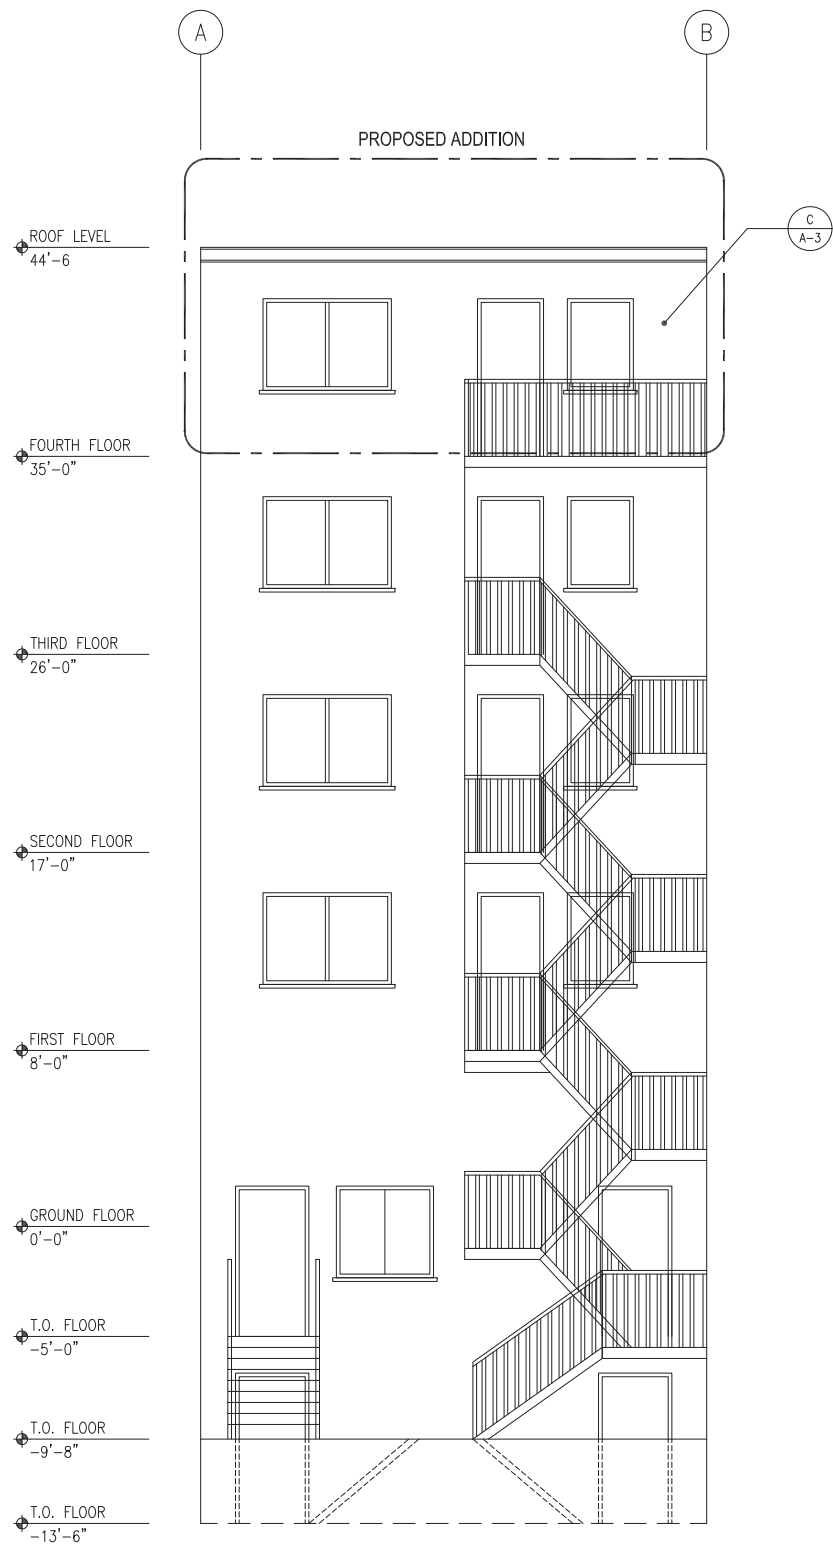 A
B
PROPOSED ADDITION
C
A-3
ROOF LEVEL
44'-6
FOURTH FLOOR
35'-0"
THIRD FLOOR
26'-0"
SECOND FLOOR
17'-0"
FIRST FLOOR
8'-0"
GROUND FLOOR
0'-0"
T.O. FLOOR
-5'-0"
T.O. FLOOR
-9'-8"
T.O. FLOOR
-13'-6"